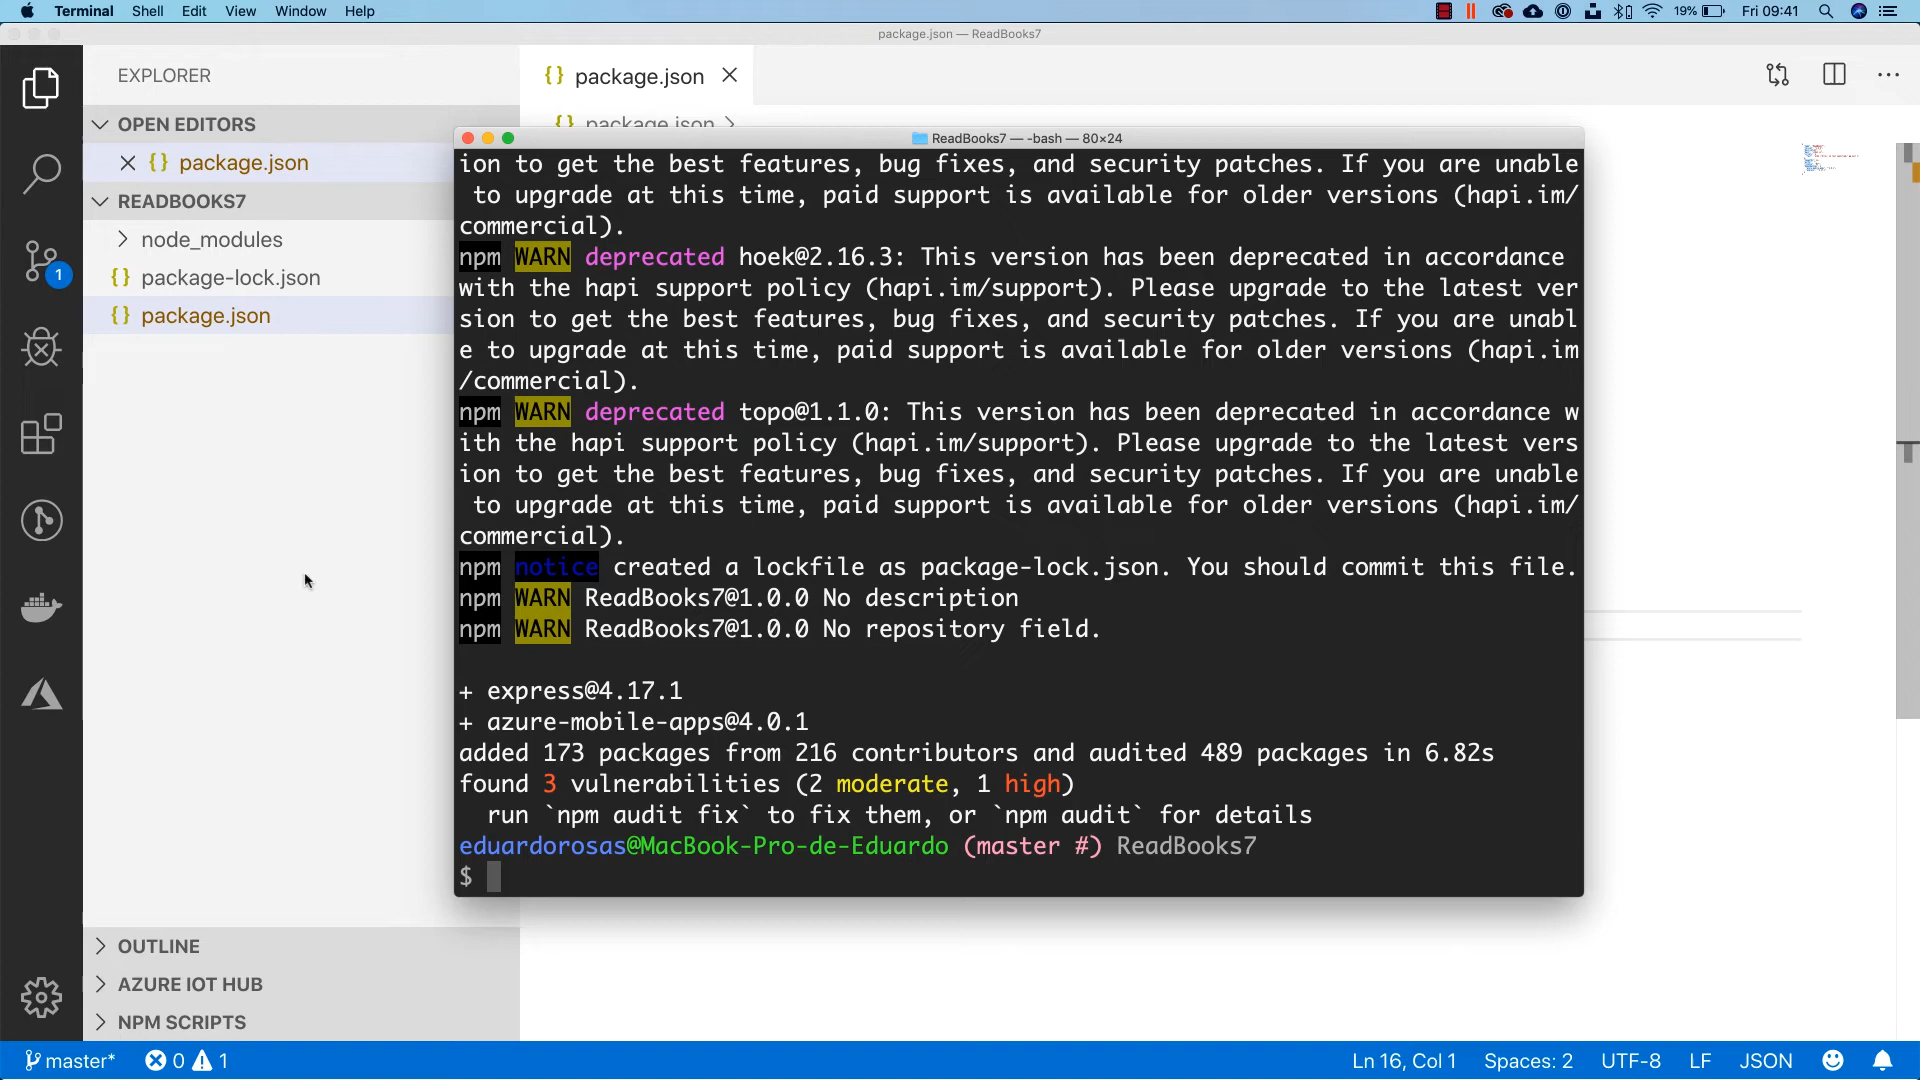 Terminal Shell Edit View Window Help 19% Fri 09:41
package.json — ReadBooks7
EXPLORER
package.json
OPEN EDITORS
package.json
package.json
READBOOKS7
node_modules
package-lock.json
package.json
1
ReadBooks7 — -bash — 80×24
ion to get the best features, bug fixes, and security patches. If you are unable
to upgrade at this time, paid support is available for older versions (hapi.im/
commercial).
npm WARN deprecated hoek@2.16.3: This version has been deprecated in accordance
with the hapi support policy (hapi.im/support). Please upgrade to the latest ver
sion to get the best features, bug fixes, and security patches. If you are unabl
e to upgrade at this time, paid support is available for older versions (hapi.im
/commercial).
npm WARN deprecated topo@1.1.0: This version has been deprecated in accordance w
ith the hapi support policy (hapi.im/support). Please upgrade to the latest vers
ion to get the best features, bug fixes, and security patches. If you are unable
to upgrade at this time, paid support is available for older versions (hapi.im/
commercial).
npm notice created a lockfile as package-lock.json. You should commit this file.
npm WARN ReadBooks7@1.0.0 No description
npm WARN ReadBooks7@1.0.0 No repository field.
+ express@4.17.1
+ azure-mobile-apps@4.0.1
added 173 packages from 216 contributors and audited 489 packages in 6.82s
found 3 vulnerabilities (2 moderate, 1 high)
run `npm audit fix` to fix them, or `npm audit` for details
eduardorosas@MacBook-Pro-de-Eduardo (master #) ReadBooks7
$
OUTLINE
AZURE IOT HUB
NPM SCRIPTS
master* 0 1 Ln 16, Col 1 Spaces: 2 UTF-8 LF JSON